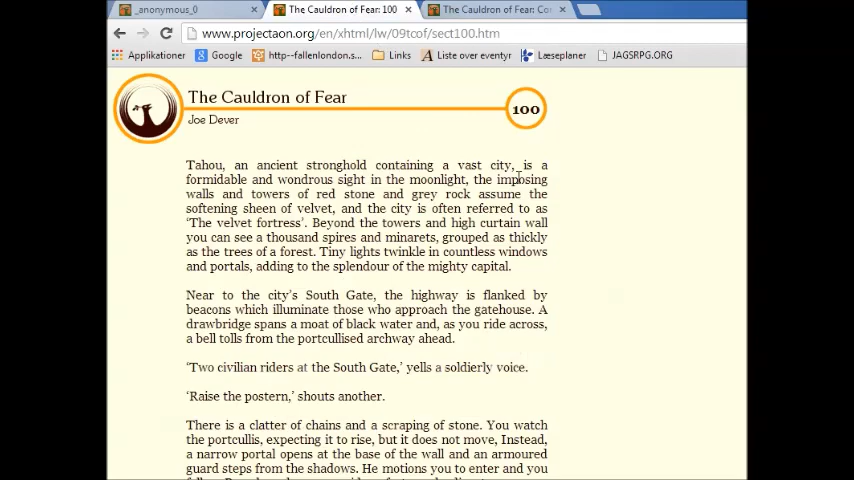 _anonymous_0
The Cauldron of Fear: 100
The Cauldron of Fear: Co
www.projectaon.org/en/xhtml/lw/09tcof/sect100.htm
Applikationer
Google
http--fallenlondon.s...
Links
Liste over eventyr
Læseplaner
JAGSRPG.ORG
The Cauldron of Fear
100
Joe Dever
Tahou, an ancient stronghold containing a vast city, is a
formidable and wondrous sight in the moonlight, the imposing
walls and towers of red stone and grey rock assume the
softening sheen of velvet, and the city is often referred to as
‘The velvet fortress’. Beyond the towers and high curtain wall
you can see a thousand spires and minarets, grouped as thickly
as the trees of a forest. Tiny lights twinkle in countless windows
and portals, adding to the splendour of the mighty capital.
Near to the city’s South Gate, the highway is flanked by
beacons which illuminate those who approach the gatehouse. A
drawbridge spans a moat of black water and, as you ride across,
a bell tolls from the portcullised archway ahead.
‘Two civilian riders at the South Gate,’ yells a soldierly voice.
‘Raise the postern,’ shouts another.
There is a clatter of chains and a scraping of stone. You watch
the portcullis, expecting it to rise, but it does not move, Instead,
a narrow portal opens at the base of the wall and an armoured
guard steps from the shadows. He motions you to enter and you